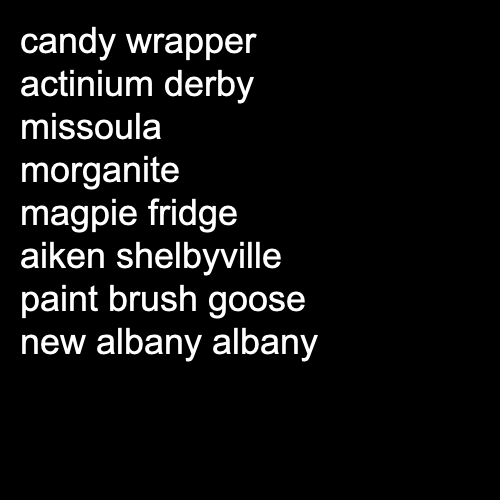 candy wrapper
actinium derby
missoula
morganite
magpie fridge
aiken shelbyville
paint brush goose
new albany albany